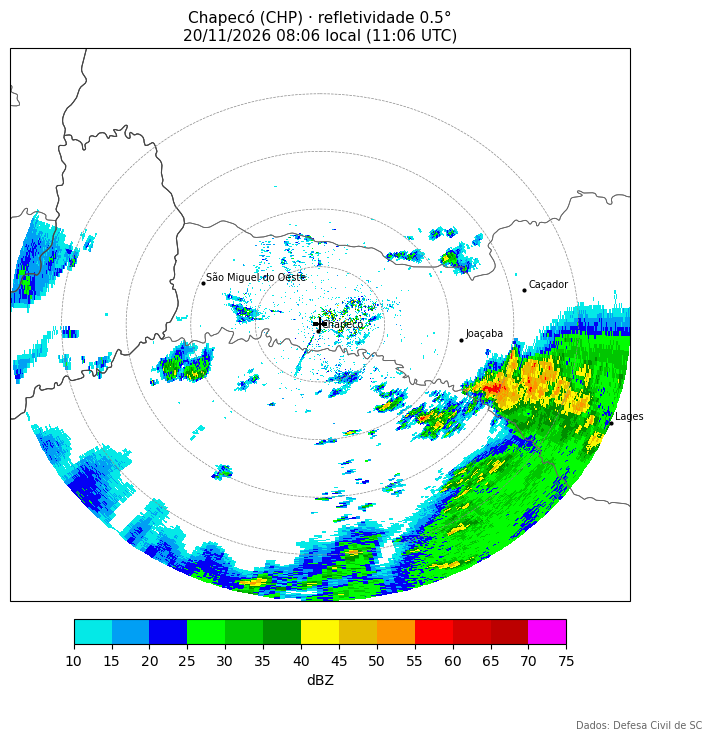 Chapecó (CHP) · refletividade 0.5°
20/11/2026 08:06 local (11:06 UTC)
São Miguel do Oeste
Caçador
Chapecó
Joaçaba
Lages
10 15 20 25 30 35 40 45 50 55 60 65 70 75
dBZ
Dados: Defesa Civil de SC